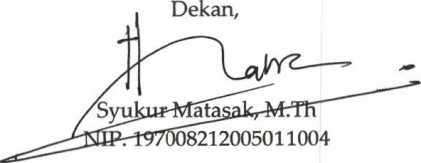 Dekan,
Syukur Matasak, M.Th
NIP. 197008212005011004